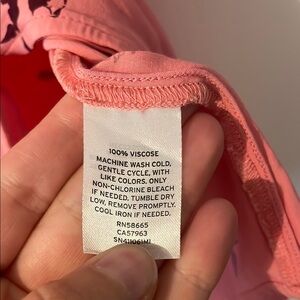 100% VISCOSE
MACHINE WASH COLD,
GENTLE CYCLE, WITH
LIKE COLORS. ONLY
NON-CHLORINE BLEACH
IF NEEDED. TUMBLE DRY
LOW, REMOVE PROMPTLY.
COOL IRON IF NEEDED.
RN58665
CA57963
SN411061MI